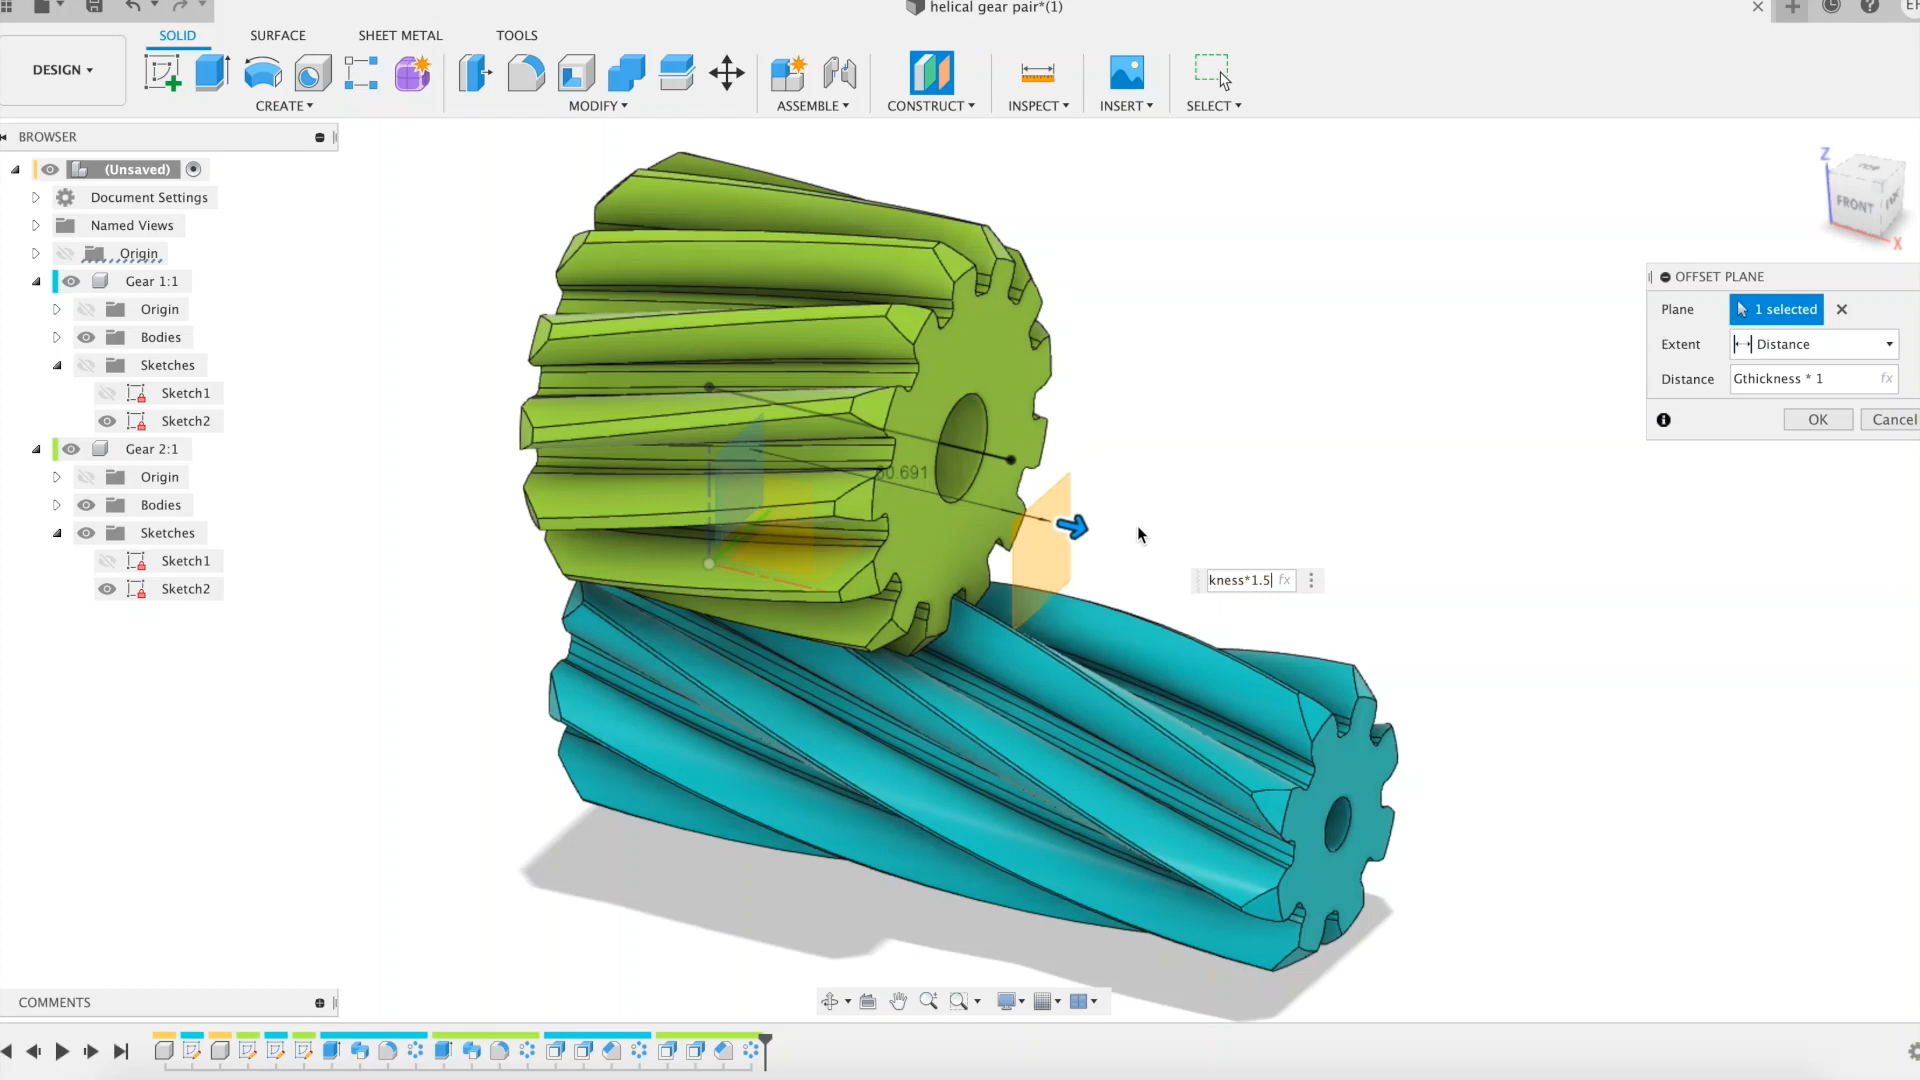 helical gear pair*(1)
SOLID
SURFACE
SHEET METAL
TOOLS
DESIGN
CREATE
MODIFY
ASSEMBLE
CONSTRUCT
INSPECT
INSERT
SELECT
BROWSER
(Unsaved)
Document Settings
Named Views
Origin
Gear 1:1
Origin
Bodies
Sketches
Sketch1
Sketch2
Gear 2:1
Origin
Bodies
Sketches
Sketch1
Sketch2
Z
TOP
FRONT
X
OFFSET PLANE
Plane
1 selected
Extent
Distance
Distance
Gthickness * 1
fx
OK
Cancel
0.691
kness*1.5
fx
COMMENTS